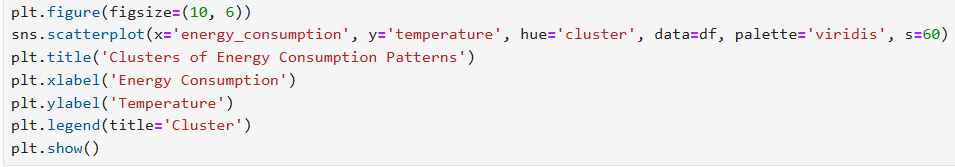 plt.figure(figsize=(10, 6))
sns.scatterplot(x='energy_consumption', y='temperature', hue='cluster', data=df, palette='viridis', s=60)
plt.title('Clusters of Energy Consumption Patterns')
plt.xlabel('Energy Consumption')
plt.ylabel('Temperature')
plt.legend(title='Cluster')
plt.show()